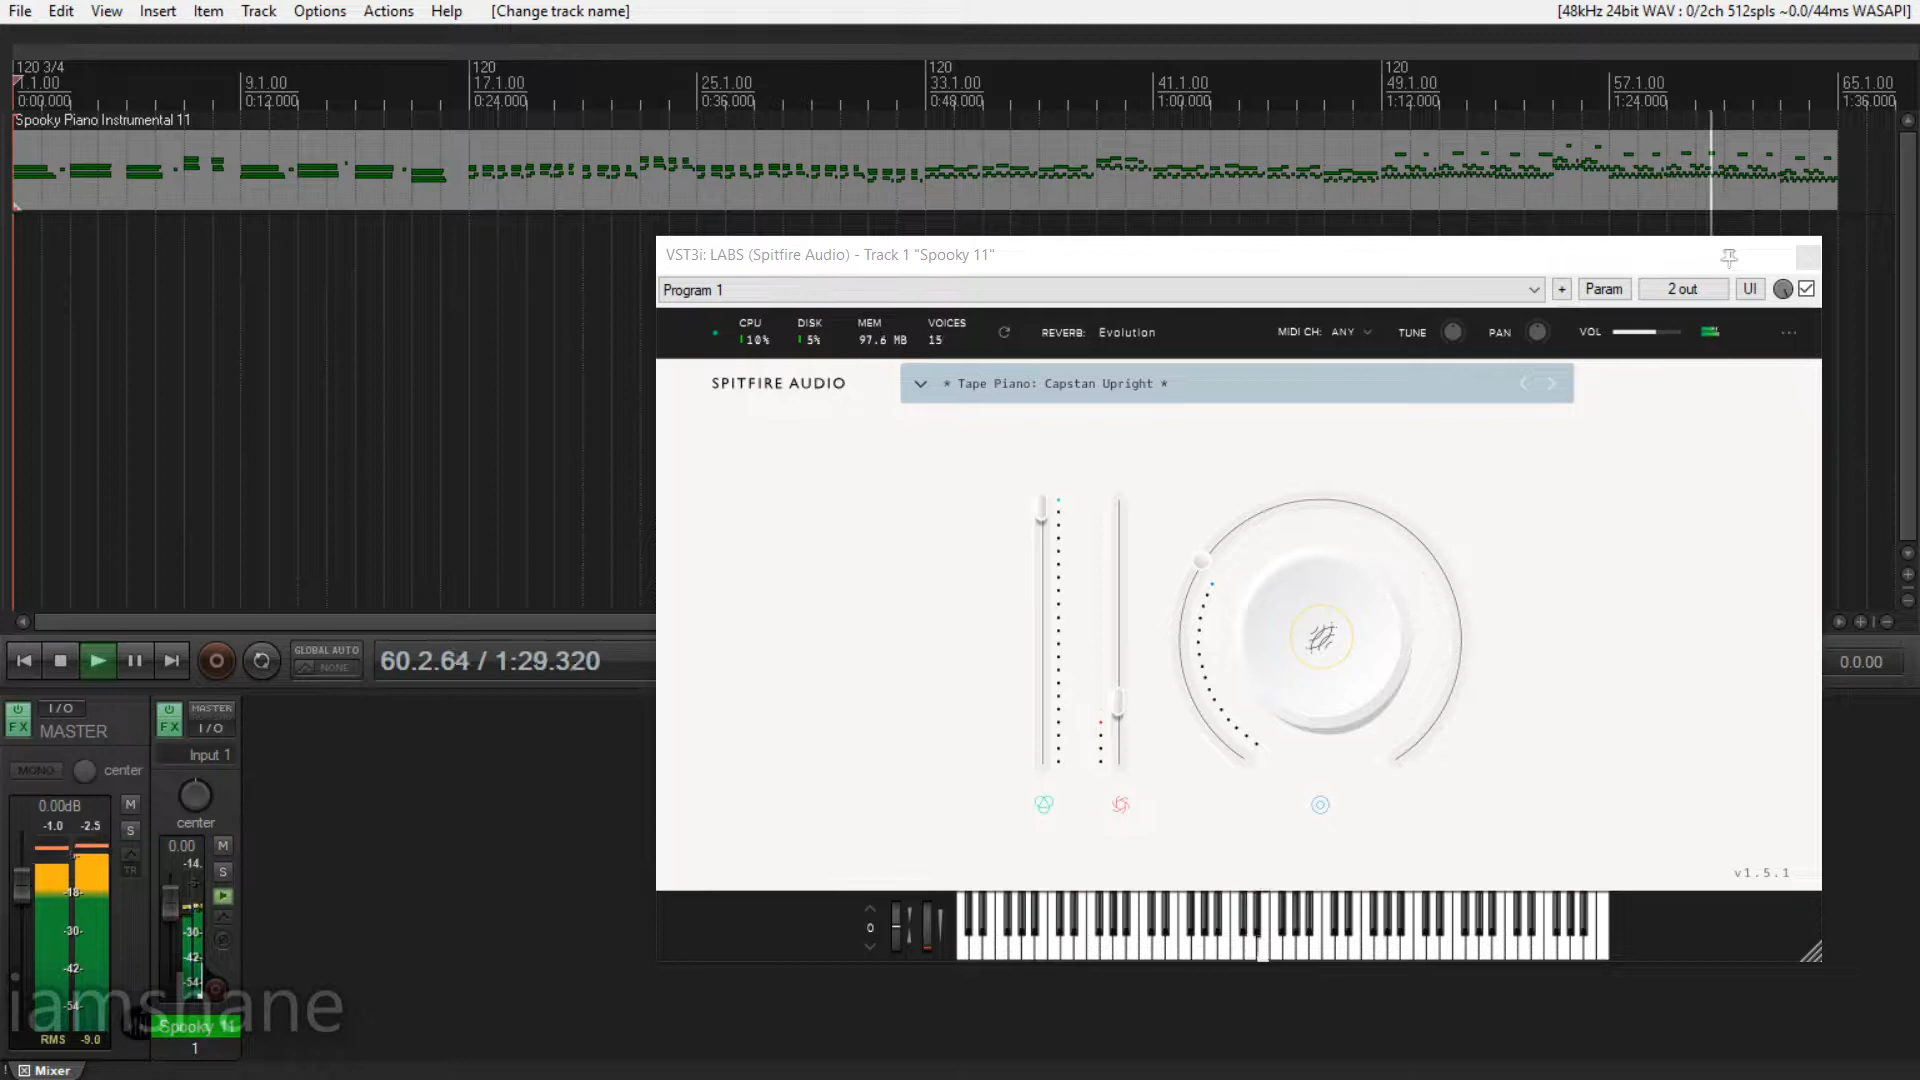 File Edit View Insert Item Track Options Actions Help [Change track name] [48kHz 24bit WAV : 0/2ch 512spls ~0.0/44ms WASAPI]
120 3/4 120 120 120
1.1.00 9.1.00 17.1.00 25.1.00 33.1.00 41.1.00 49.1.00 57.1.00 65.1.00
0:00.000 0:12.000 0:24.000 0:36.000 0:48.000 1:00.000 1:12.000 1:24.000 1:36.000
Spooky Piano Instrumental 11
VST3i: LABS (Spitfire Audio) - Track 1 "Spooky 11"
Program 1 + Param 2 out UI
CPU DISK MEM VOICES
10% 5% 97.6 MB 15
REVERB: Evolution MIDI CH: ANY TUNE PAN VOL
SPITFIRE AUDIO * Tape Piano: Capstan Upright *
v1.5.1
0
GLOBAL AUTO
NONE
60.2.64 / 1:29.320
0.0.00
FX I/O
MASTER
MONO center
0.00dB
-1.0 -2.5
M
S
TR
-18-
-30-
-42-
-54-
RMS -9.0
FX MASTER
I/O
Input 1
center
0.00
M
-14.
S
-30-
-42-
-54-
Spooky 11
1
iamshane
! Mixer